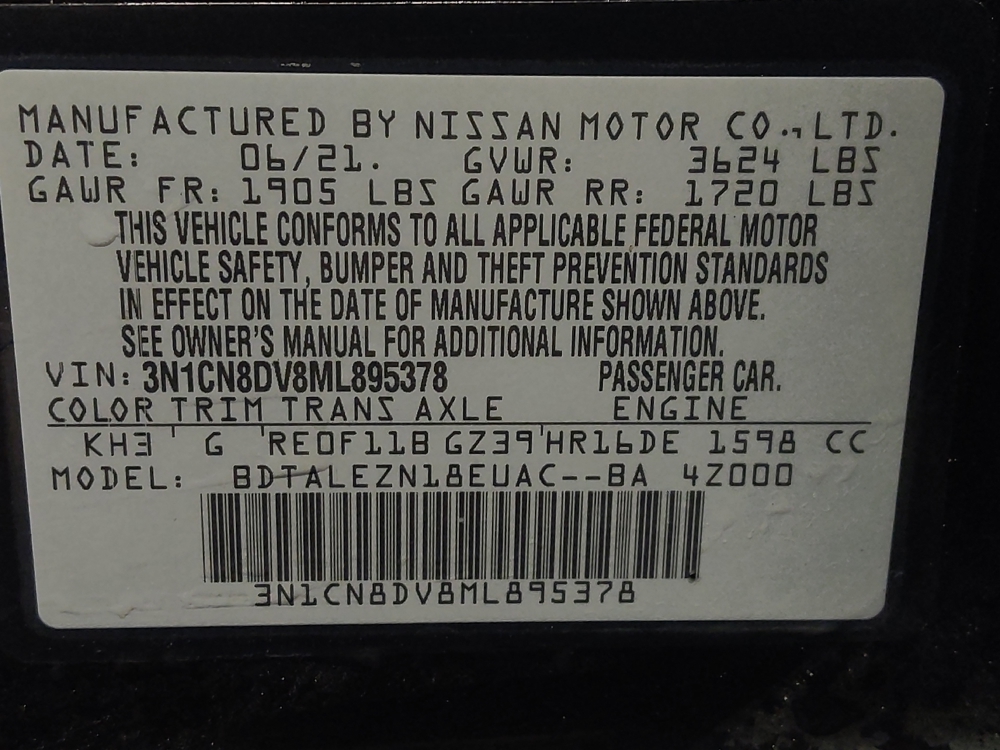 MANUFACTURED BY NISSAN MOTOR CO., LTD.
DATE: 06/21. GVWR: 3624 LBS
GAWR FR: 1905 LBS GAWR RR: 1720 LBS
THIS VEHICLE CONFORMS TO ALL APPLICABLE FEDERAL MOTOR
VEHICLE SAFETY, BUMPER AND THEFT PREVENTION STANDARDS
IN EFFECT ON THE DATE OF MANUFACTURE SHOWN ABOVE.
SEE OWNER'S MANUAL FOR ADDITIONAL INFORMATION.
VIN: 3N1CN8DV8ML895378 PASSENGER CAR.
COLOR TRIM TRANS AXLE ENGINE
KH3 ' G 'RE0F11B GZ39'HR16DE 1598 CC
MODEL: BDTALEZN18EUAC--BA 4Z000
3N1CN8DV8ML895378